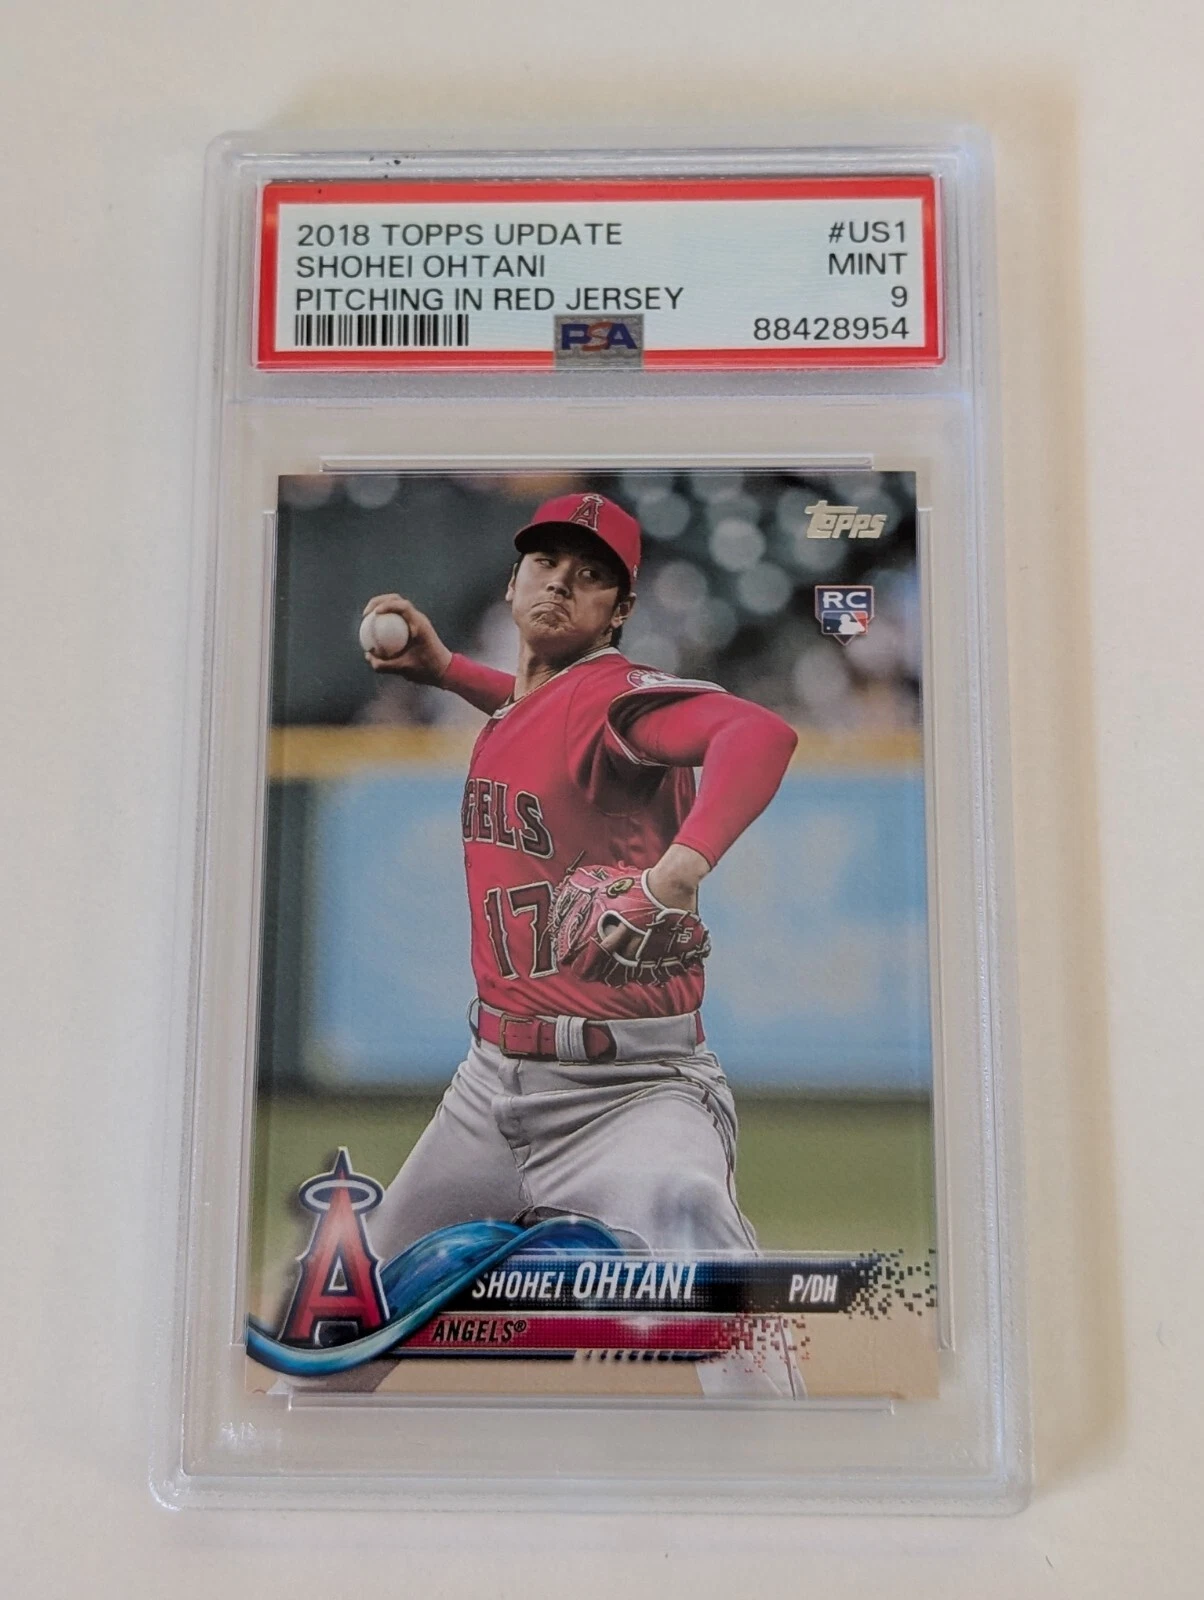 2018 TOPPS UPDATE #US1
SHOHEI OHTANI MINT
PITCHING IN RED JERSEY 9
PSA 88428954
TOPPS
RC
A
GELS
17
A
SHOHEI OHTANI P/DH
ANGELS®